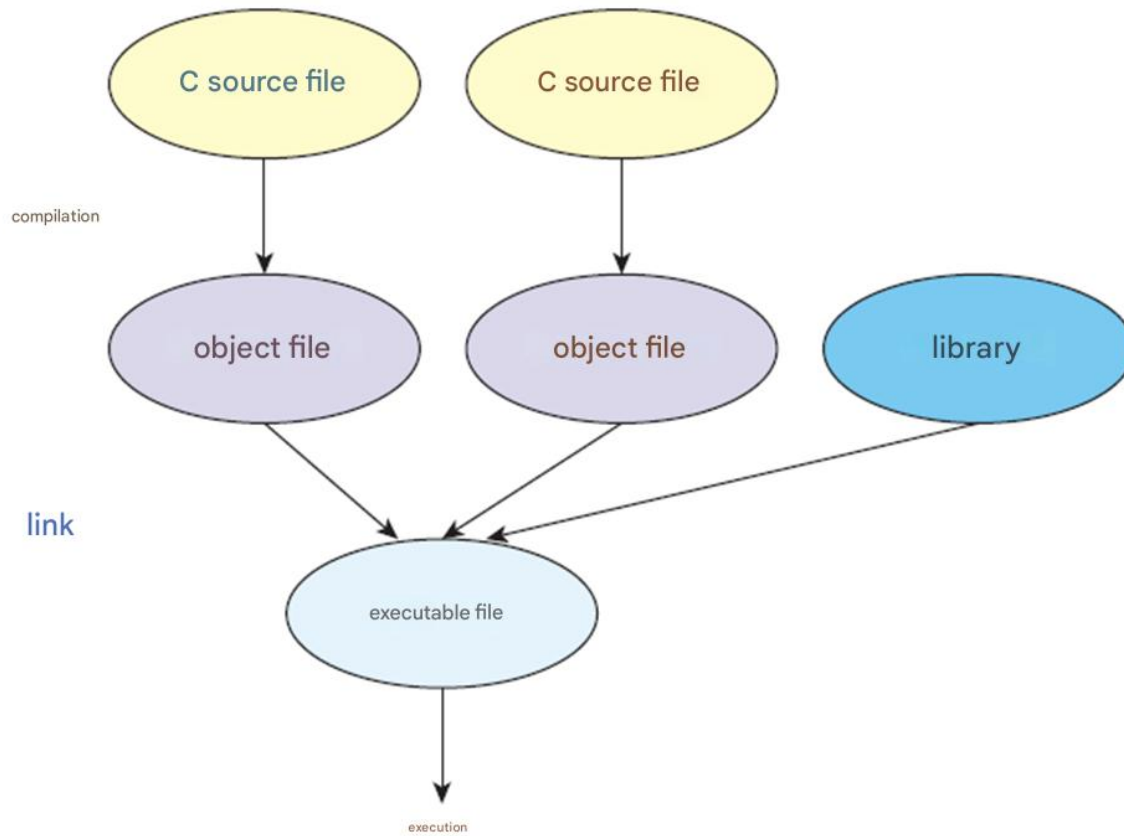 C source file
C source file
compilation
object file
object file
library
link
executable file
execution